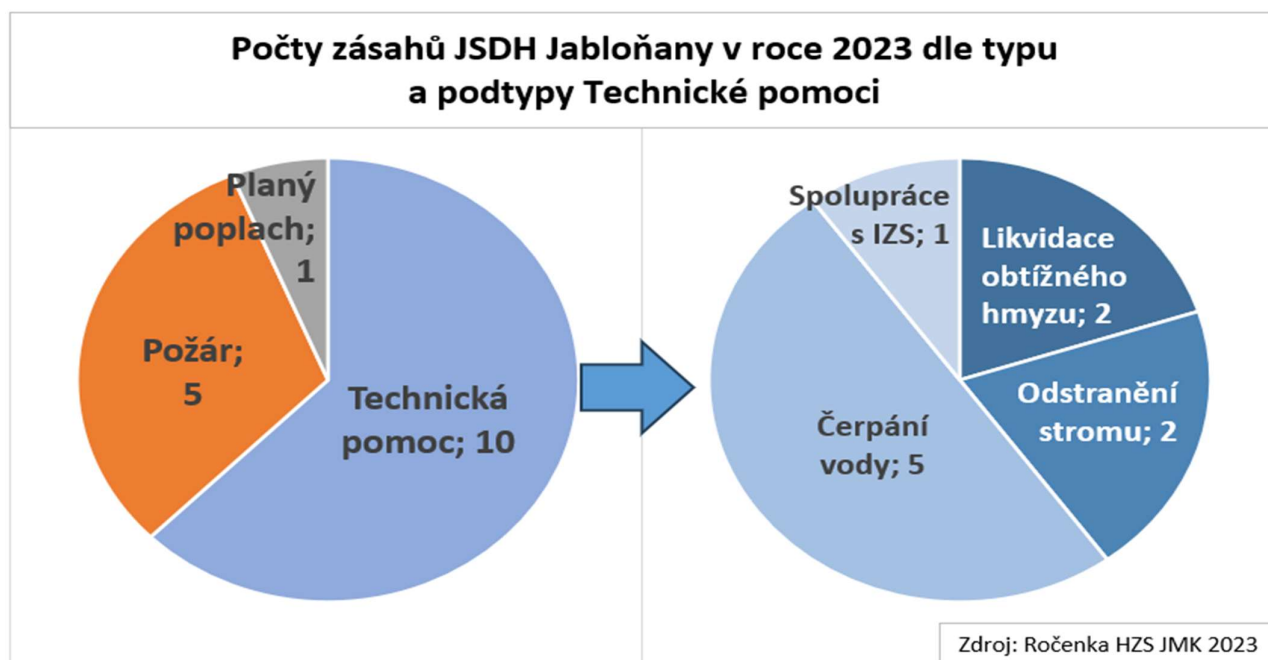 Počty zásahů JSDH Jabloňany v roce 2023 dle typu
a podtypy Technické pomoci
Planý
poplach;
1
Požár;
5
Technická
pomoc; 10
Spolupráce
s IZS; 1
Likvidace
obtížného
hmyzu; 2
Odstranění
stromu; 2
Čerpání
vody; 5
Zdroj: Ročenka HZS JMK 2023